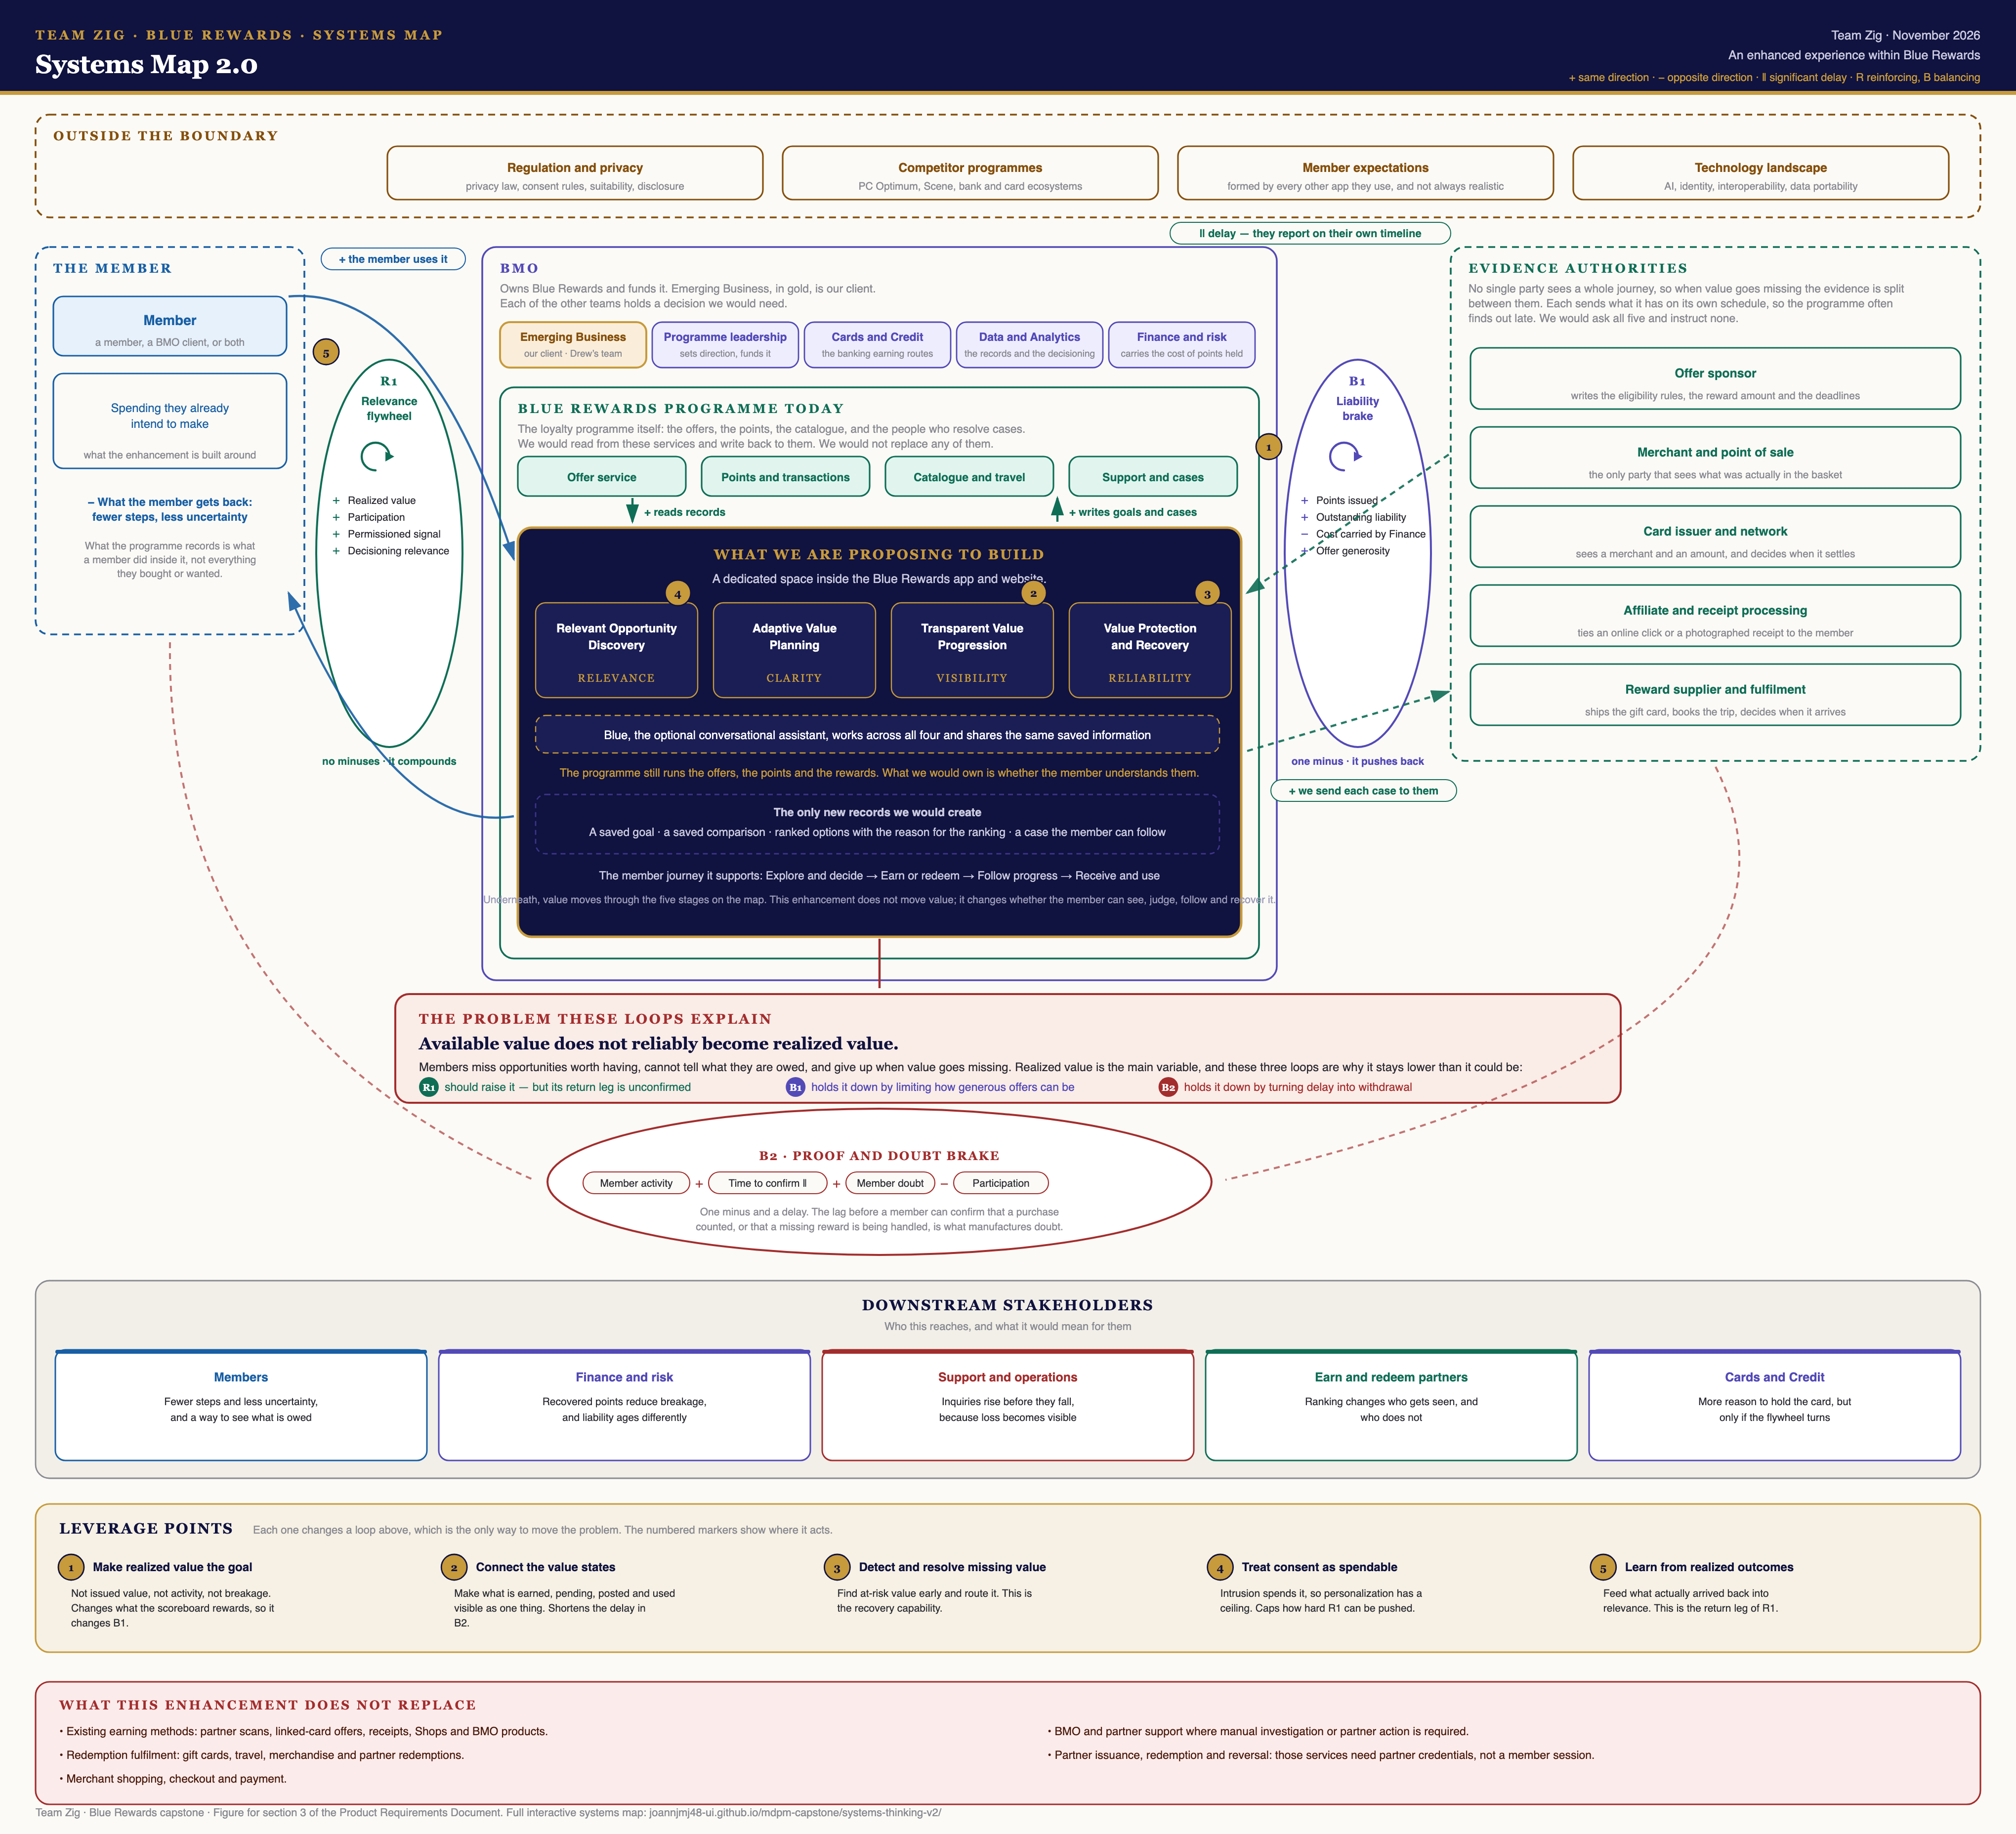 TEAM ZIG · BLUE REWARDS · SYSTEMS MAP
Systems Map 2.0
Team Zig · November 2026
An enhanced experience within Blue Rewards
+ same direction · – opposite direction · ‖ significant delay · R reinforcing, B balancing
OUTSIDE THE BOUNDARY
Regulation and privacy
privacy law, consent rules, suitability, disclosure
Competitor programmes
PC Optimum, Scene, bank and card ecosystems
Member expectations
formed by every other app they use, and not always realistic
Technology landscape
AI, identity, interoperability, data portability
‖ delay — they report on their own timeline
THE MEMBER
Member
a member, a BMO client, or both
Spending they already
intend to make
what the enhancement is built around
– What the member gets back:
fewer steps, less uncertainty
What the programme records is what
a member did inside it, not everything
they bought or wanted.
+ the member uses it
5
R1
Relevance
flywheel
+ Realized value
+ Participation
+ Permissioned signal
+ Decisioning relevance
no minuses · it compounds
BMO
Owns Blue Rewards and funds it. Emerging Business, in gold, is our client.
Each of the other teams holds a decision we would need.
Emerging Business
our client · Drew's team
Programme leadership
sets direction, funds it
Cards and Credit
the banking earning routes
Data and Analytics
the records and the decisioning
Finance and risk
carries the cost of points held
BLUE REWARDS PROGRAMME TODAY
The loyalty programme itself: the offers, the points, the catalogue, and the people who resolve cases.
We would read from these services and write back to them. We would not replace any of them.
Offer service
Points and transactions
Catalogue and travel
Support and cases
+ reads records
+ writes goals and cases
WHAT WE ARE PROPOSING TO BUILD
A dedicated space inside the Blue Rewards app and website.
4
2
3
Relevant Opportunity
Discovery
RELEVANCE
Adaptive Value
Planning
CLARITY
Transparent Value
Progression
VISIBILITY
Value Protection
and Recovery
RELIABILITY
Blue, the optional conversational assistant, works across all four and shares the same saved information
The programme still runs the offers, the points and the rewards. What we would own is whether the member understands them.
The only new records we would create
A saved goal · a saved comparison · ranked options with the reason for the ranking · a case the member can follow
The member journey it supports: Explore and decide → Earn or redeem → Follow progress → Receive and use
Underneath, value moves through the five stages on the map. This enhancement does not move value; it changes whether the member can see, judge, follow and recover it.
1
B1
Liability
brake
+ Points issued
+ Outstanding liability
– Cost carried by Finance
+ Offer generosity
one minus · it pushes back
+ we send each case to them
EVIDENCE AUTHORITIES
No single party sees a whole journey, so when value goes missing the evidence is split
between them. Each sends what it has on its own schedule, so the programme often
finds out late. We would ask all five and instruct none.
Offer sponsor
writes the eligibility rules, the reward amount and the deadlines
Merchant and point of sale
the only party that sees what was actually in the basket
Card issuer and network
sees a merchant and an amount, and decides when it settles
Affiliate and receipt processing
ties an online click or a photographed receipt to the member
Reward supplier and fulfilment
ships the gift card, books the trip, decides when it arrives
THE PROBLEM THESE LOOPS EXPLAIN
Available value does not reliably become realized value.
Members miss opportunities worth having, cannot tell what they are owed, and give up when value goes missing. Realized value is the main variable, and these three loops are why it stays lower than it could be:
R1 should raise it — but its return leg is unconfirmed
B1 holds it down by limiting how generous offers can be
B2 holds it down by turning delay into withdrawal
B2 · PROOF AND DOUBT BRAKE
Member activity + Time to confirm ‖ + Member doubt – Participation
One minus and a delay. The lag before a member can confirm that a purchase
counted, or that a missing reward is being handled, is what manufactures doubt.
DOWNSTREAM STAKEHOLDERS
Who this reaches, and what it would mean for them
Members
Fewer steps and less uncertainty,
and a way to see what is owed
Finance and risk
Recovered points reduce breakage,
and liability ages differently
Support and operations
Inquiries rise before they fall,
because loss becomes visible
Earn and redeem partners
Ranking changes who gets seen, and
who does not
Cards and Credit
More reason to hold the card, but
only if the flywheel turns
LEVERAGE POINTS
Each one changes a loop above, which is the only way to move the problem. The numbered markers show where it acts.
1 Make realized value the goal
Not issued value, not activity, not breakage.
Changes what the scoreboard rewards, so it
changes B1.
2 Connect the value states
Make what is earned, pending, posted and used
visible as one thing. Shortens the delay in
B2.
3 Detect and resolve missing value
Find at-risk value early and route it. This is
the recovery capability.
4 Treat consent as spendable
Intrusion spends it, so personalization has a
ceiling. Caps how hard R1 can be pushed.
5 Learn from realized outcomes
Feed what actually arrived back into
relevance. This is the return leg of R1.
WHAT THIS ENHANCEMENT DOES NOT REPLACE
• Existing earning methods: partner scans, linked-card offers, receipts, Shops and BMO products.
• Redemption fulfilment: gift cards, travel, merchandise and partner redemptions.
• Merchant shopping, checkout and payment.
• BMO and partner support where manual investigation or partner action is required.
• Partner issuance, redemption and reversal: those services need partner credentials, not a member session.
Team Zig · Blue Rewards capstone · Figure for section 3 of the Product Requirements Document. Full interactive systems map: joannjmj48-ui.github.io/mdpm-capstone/systems-thinking-v2/